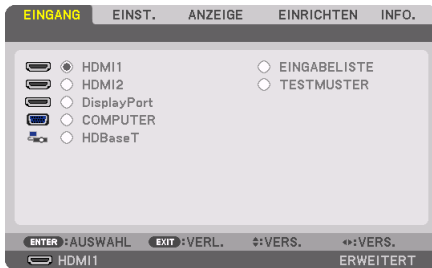 EINGANG EINST. ANZEIGE EINRICHTEN INFO.
HDMI1 EINGABELISTE
HDMI2 TESTMUSTER
DisplayPort
COMPUTER
HDBaseT
ENTER:AUSWAHL EXIT:VERL. :VERS. :VERS.
HDMI1 ERWEITERT